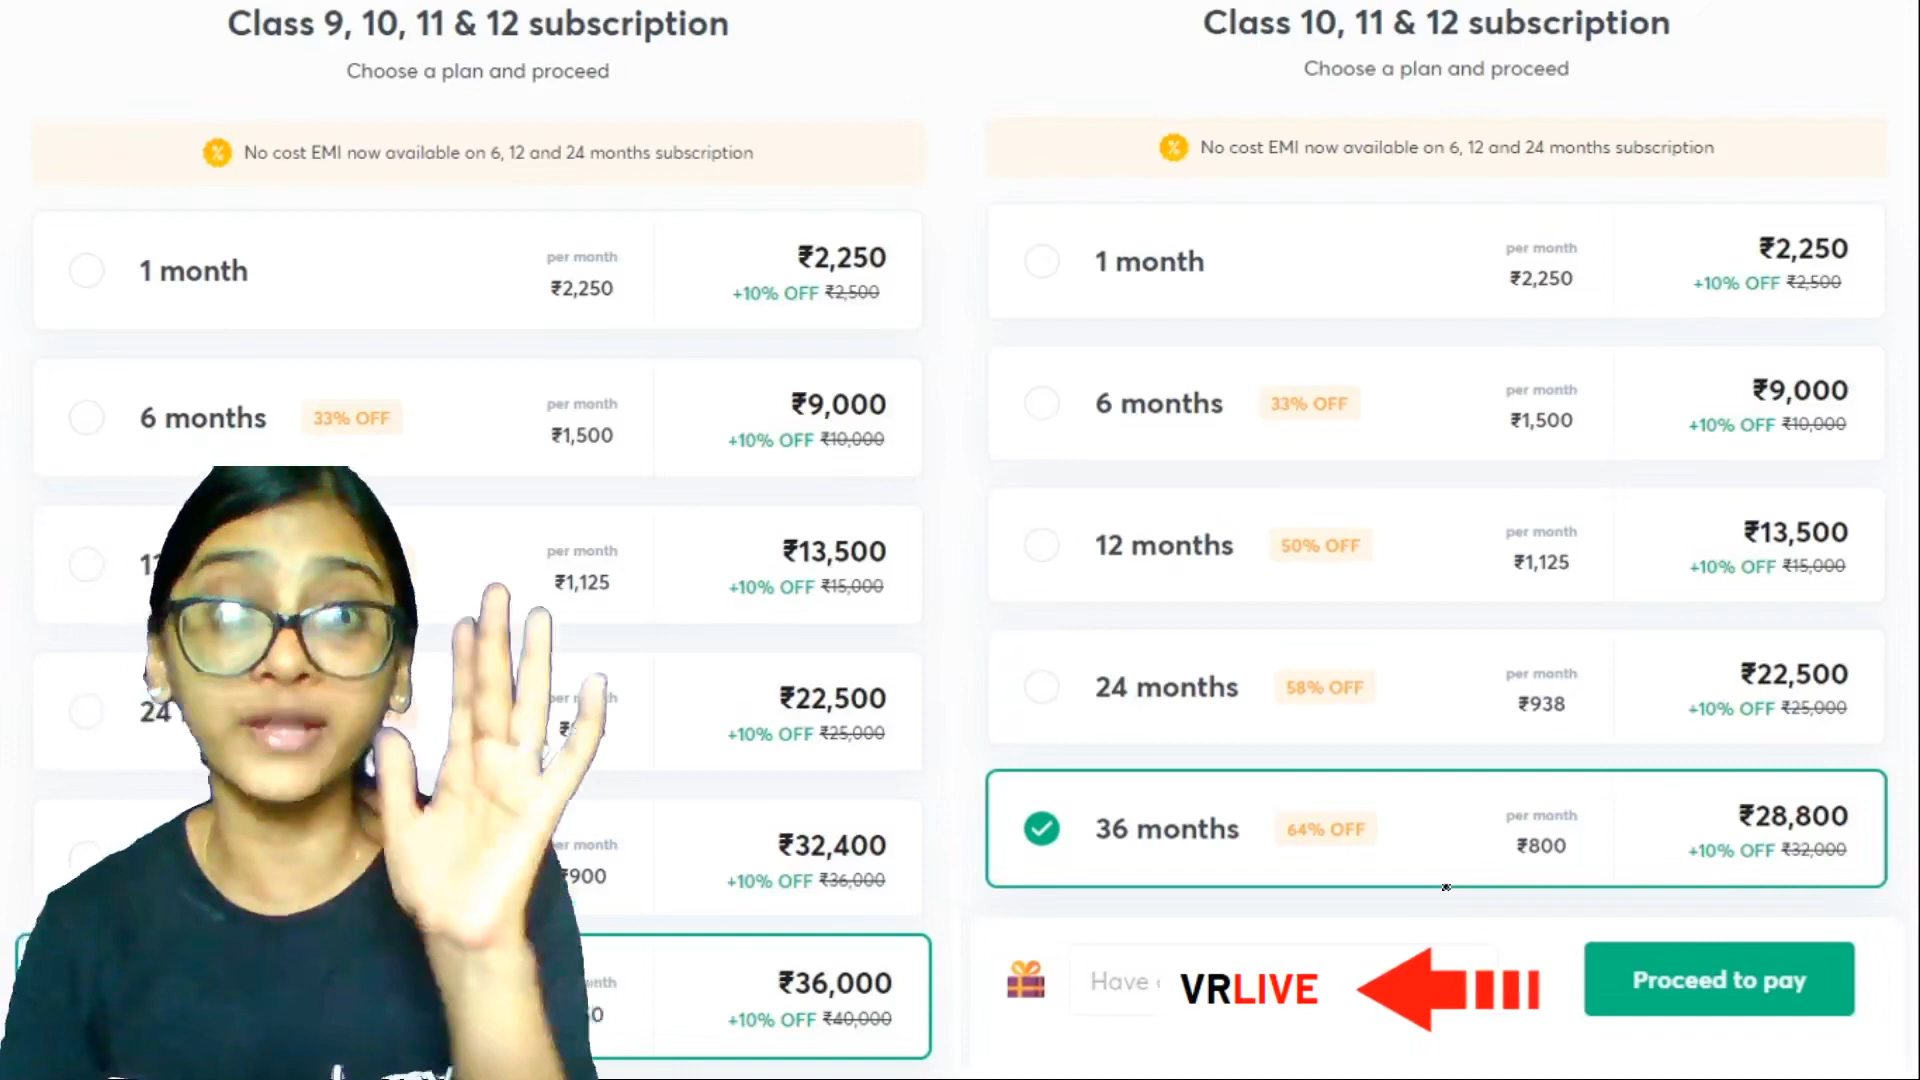 Class 9, 10, 11 & 12 subscription
Choose a plan and proceed
No cost EMI now available on 6, 12 and 24 months subscription
1 month
per month
₹2,250
₹2,250
+10% OFF ₹2,500
6 months 33% OFF
per month
₹1,500
₹9,000
+10% OFF ₹10,000
per month
₹1,125
₹13,500
+10% OFF ₹15,000
24
₹22,500
+10% OFF ₹25,000
month
₹900
₹32,400
+10% OFF ₹36,000
₹36,000
+10% OFF ₹40,000
Class 10, 11 & 12 subscription
Choose a plan and proceed
No cost EMI now available on 6, 12 and 24 months subscription
1 month
per month
₹2,250
₹2,250
+10% OFF ₹2,500
6 months 33% OFF
per month
₹1,500
₹9,000
+10% OFF ₹10,000
12 months 50% OFF
per month
₹1,125
₹13,500
+10% OFF ₹15,000
24 months 58% OFF
per month
₹938
₹22,500
+10% OFF ₹25,000
36 months 64% OFF
per month
₹800
₹28,800
+10% OFF ₹32,000
Have
VRLIVE
Proceed to pay